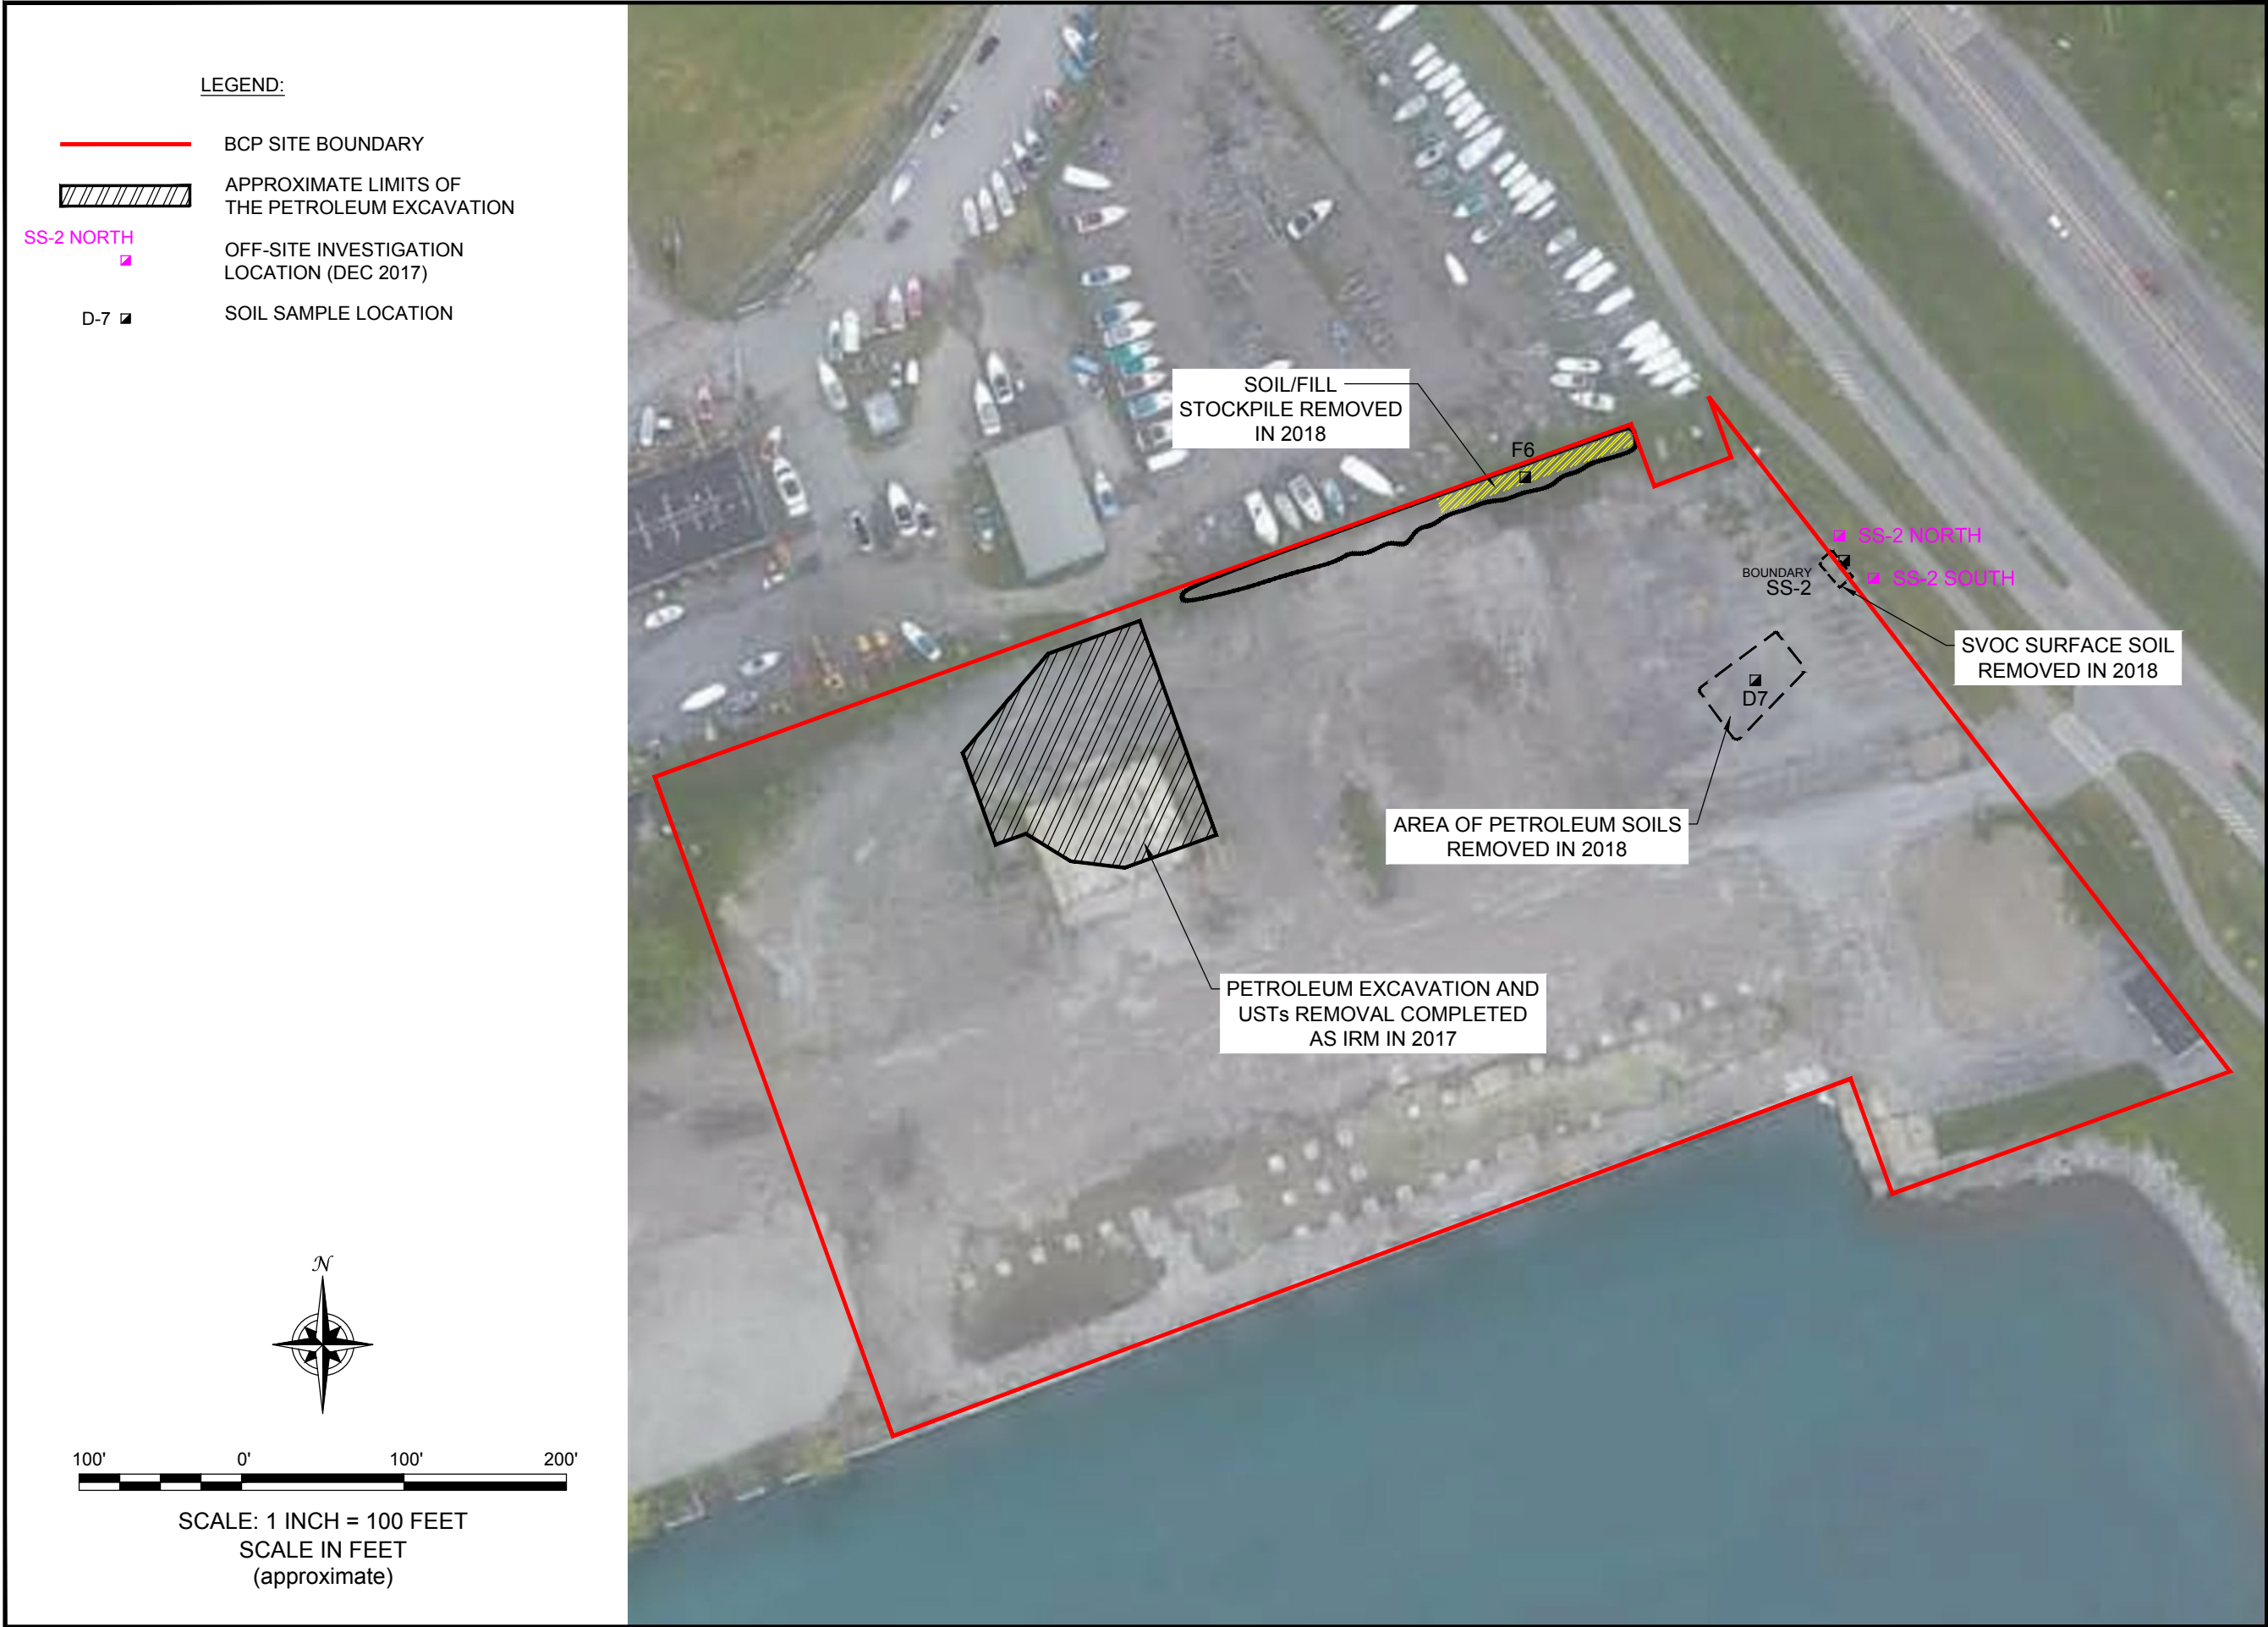 LEGEND:
BCP SITE BOUNDARY
APPROXIMATE LIMITS OF
THE PETROLEUM EXCAVATION
SS-2 NORTH
OFF-SITE INVESTIGATION
LOCATION (DEC 2017)
D-7
SOIL SAMPLE LOCATION
SOIL/FILL
STOCKPILE REMOVED
IN 2018
F6
SS-2 NORTH
BOUNDARY
SS-2
SS-2 SOUTH
SVOC SURFACE SOIL
REMOVED IN 2018
D7
AREA OF PETROLEUM SOILS
REMOVED IN 2018
PETROLEUM EXCAVATION AND
USTs REMOVAL COMPLETED
AS IRM IN 2017
N
100' 0' 100' 200'
SCALE: 1 INCH = 100 FEET
SCALE IN FEET
(approximate)